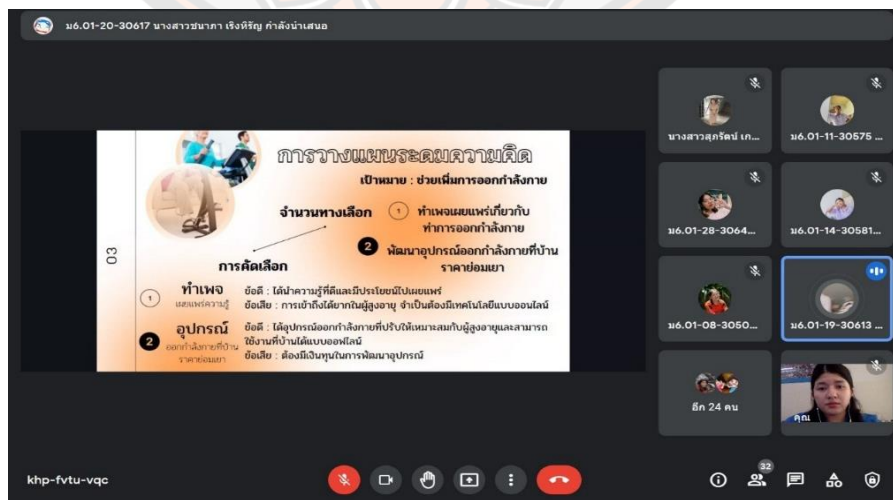 ม6.01-20-30617 นางสาวชนาภา เริงหิรัญ กำลังนำเสนอ
การวางแผนระดมความคิด
เป้าหมาย : ช่วยเพิ่มการออกกำลังกาย
จำนวนทางเลือก
1 ทำเพจเผยแพร่เกี่ยวกับ
ท่าการออกกำลังกาย
2 พัฒนาอุปกรณ์ออกกำลังกายที่บ้าน
ราคาย่อมเยา
03
การคัดเลือก
1 ทำเพจ
เผยแพร่ความรู้
ข้อดี : ได้นำความรู้ที่ดีและมีประโยชน์ไปเผยแพร่
ข้อเสีย : การเข้าถึงได้ยากในผู้สูงอายุ จำเป็นต้องมีเทคโนโลยีแบบออนไลน์
2 อุปกรณ์
ออกกำลังกายที่บ้าน
ราคาย่อมเยา
ข้อดี : ได้อุปกรณ์ออกกำลังกายที่ปรับให้เหมาะสมกับผู้สูงอายุและสามารถ
ใช้งานที่บ้านได้แบบออฟไลน์
ข้อเสีย : ต้องมีเงินทุนในการพัฒนาอุปกรณ์
นางสาวสุภรัตน์ เก...
ม6.01-11-30575 ...
ม6.01-28-3064...
ม6.01-14-30581...
ม6.01-08-3050...
ม6.01-19-30613 ...
อีก 24 คน
คุณ
khp-fvtu-vqc
32